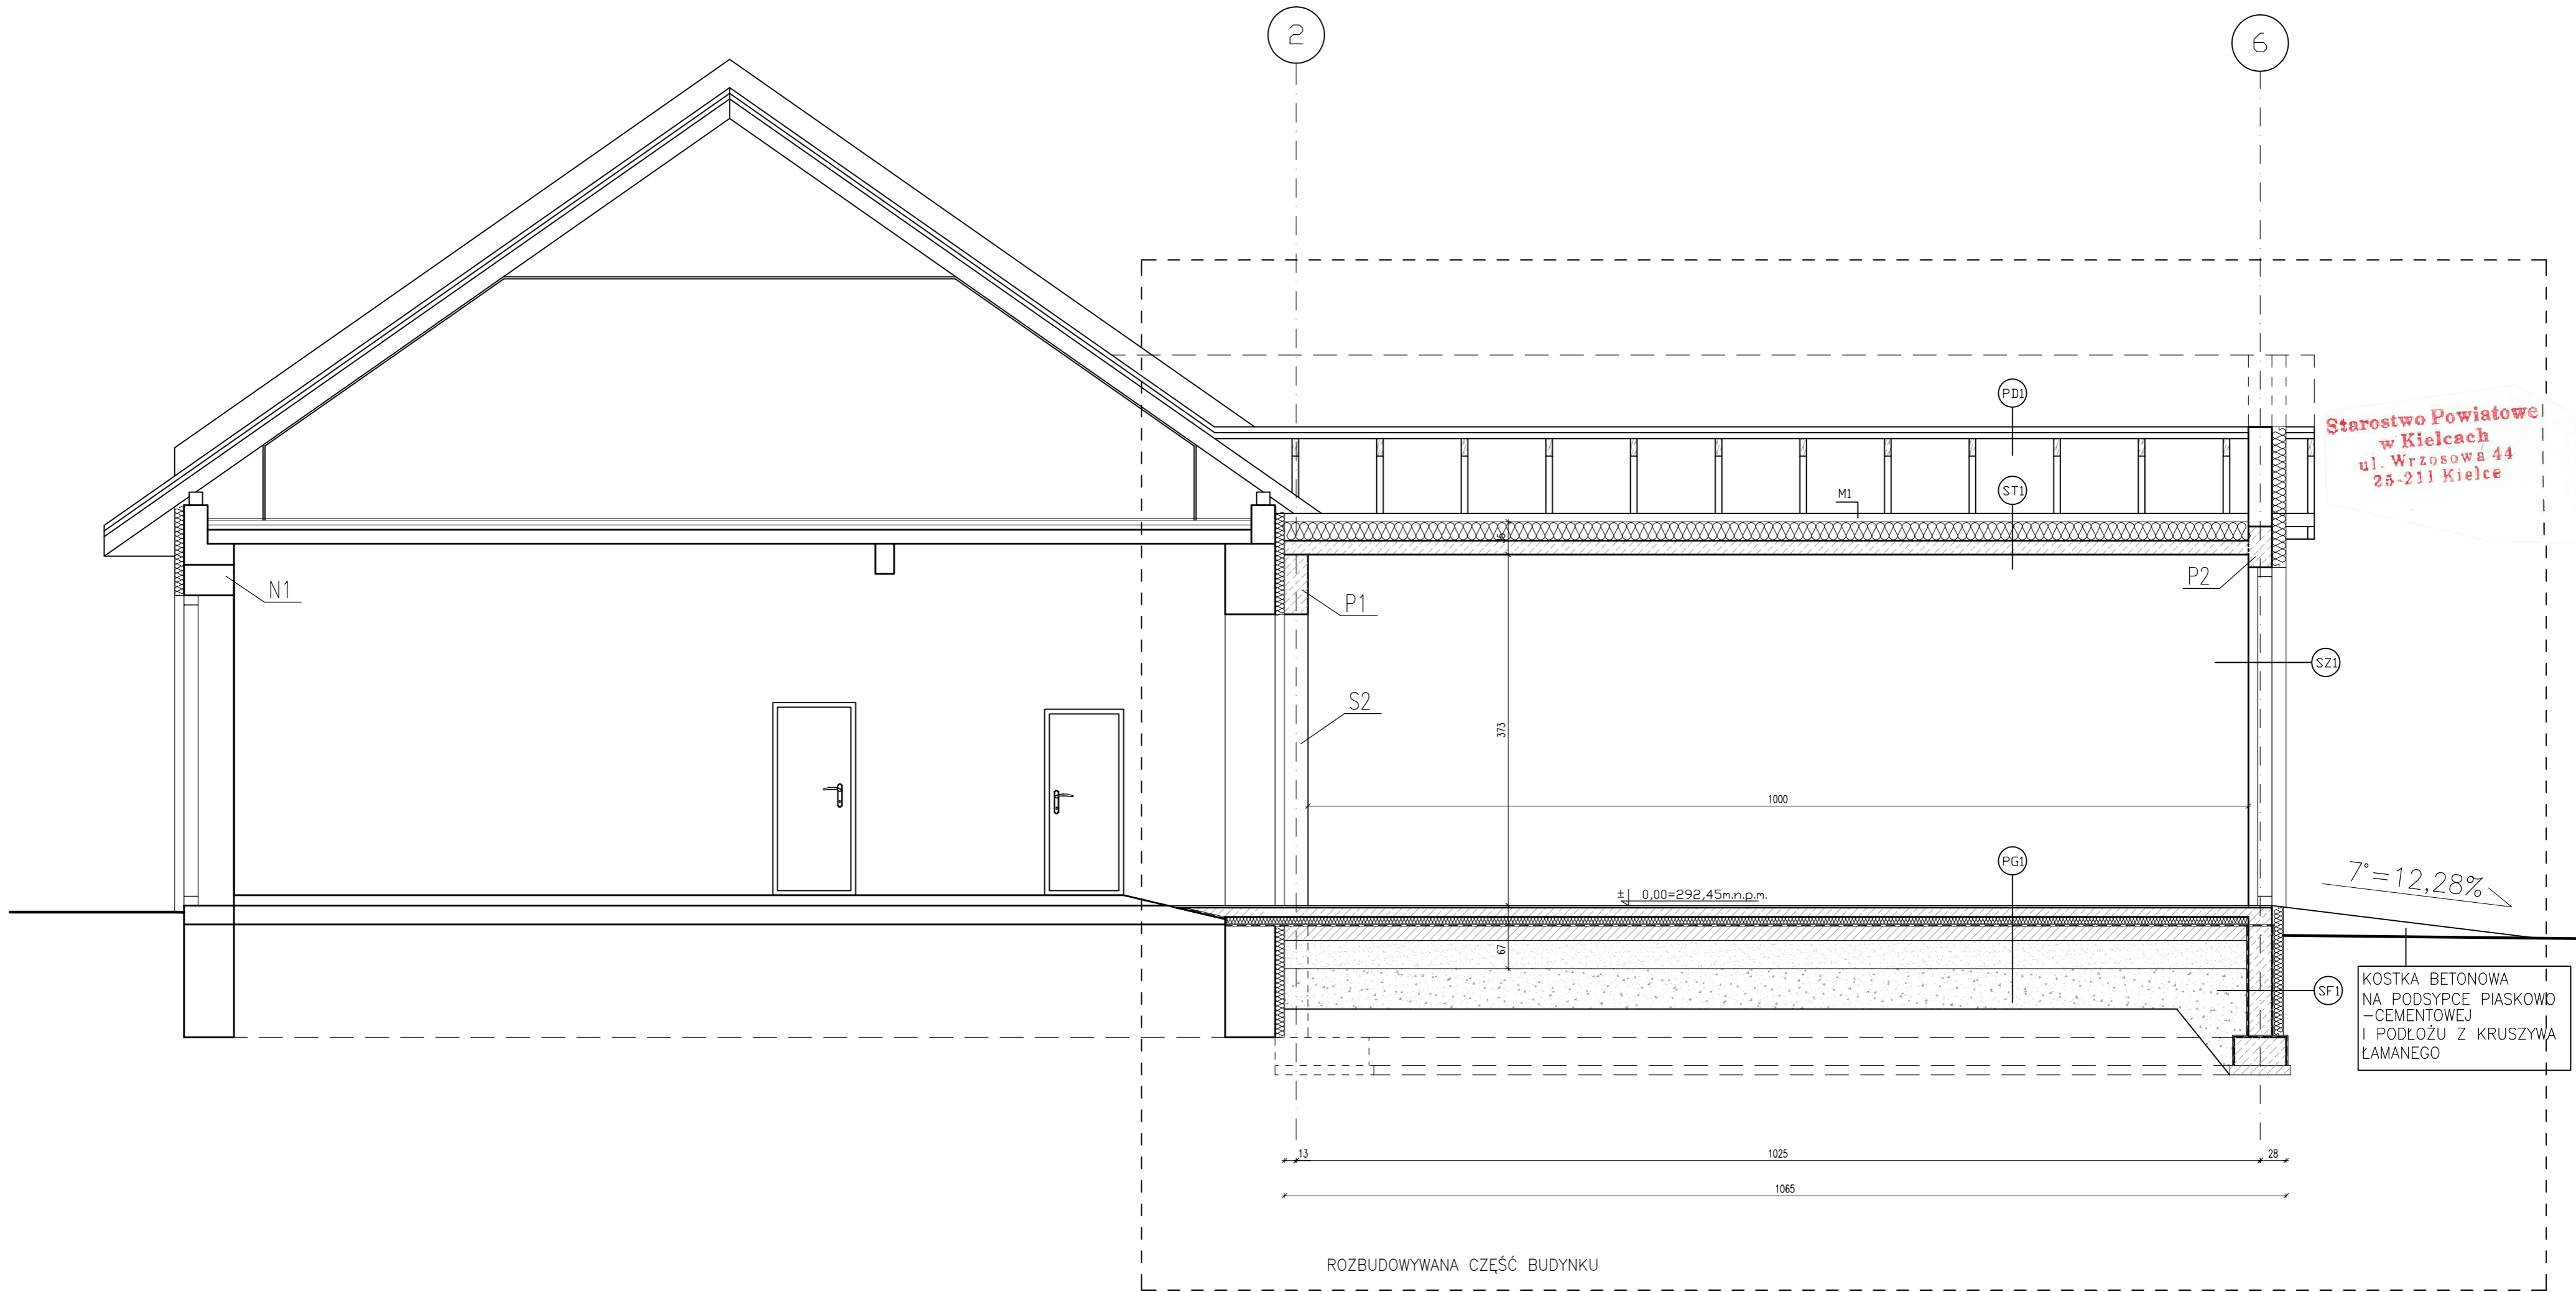 2
6
PD1
Starostwo Powiatowe
w Kielcach
ul. Wrzosowa 44
25-211 Kielce
ST1
M1
N1
P1
P2
SZ1
S2
373
1000
PG1
7°=12,28%
± 0,00=292,45m.n.p.m.
67
KOSTKA BETONOWA
NA PODSYPCE PIASKOWO
-CEMENTOWEJ
I PODŁOŻU Z KRUSZYWA
ŁAMANEGO
SF1
13
1025
28
1065
ROZBUDOWYWANA CZĘŚĆ BUDYNKU